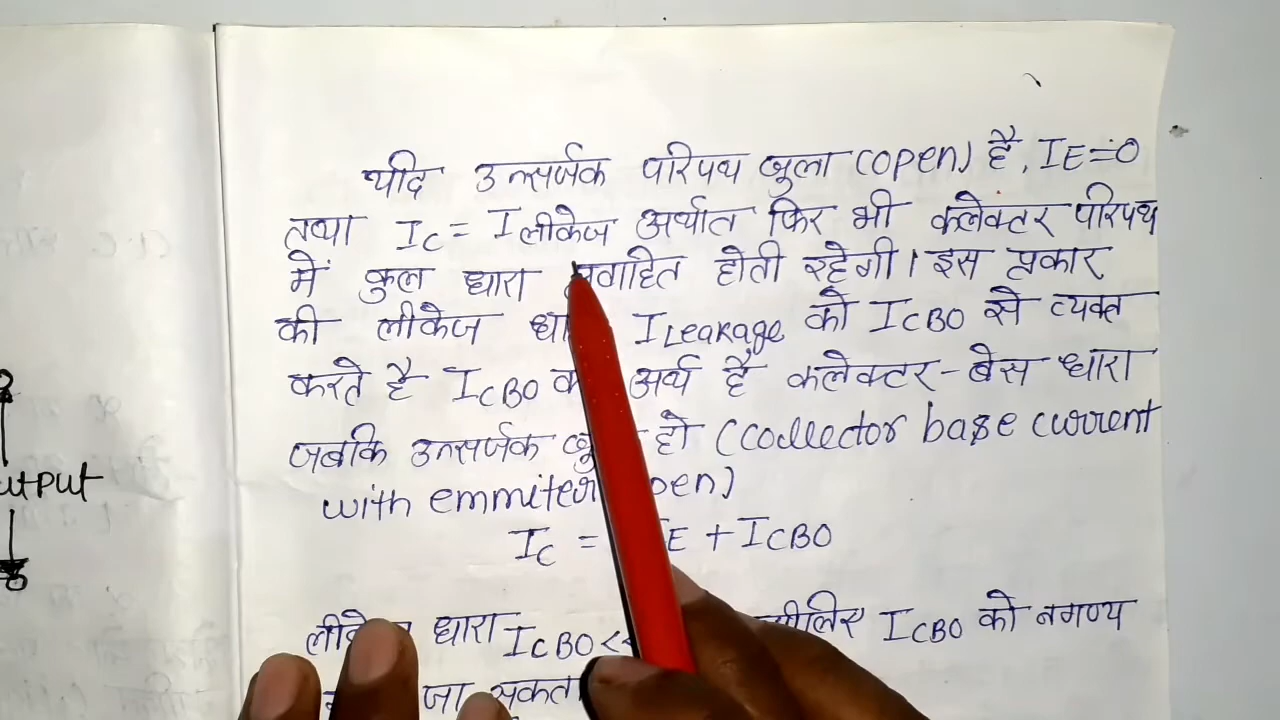 यदि उत्सर्जक परिपथ खुला (open) है, IE=0
तथा IC = Iलीकेज अर्थात फिर भी कलेक्टर परिपथ
में कुल धारा प्रवाहित होती रहेगी। इस प्रकार
की लीकेज ILeakage को ICBO से व्यक्त
करते है ICBO अर्थ है कलेक्टर-बेस धारा
जबकि उत्सर्जक हो (collector base current
with emmiter
IC = E + ICBO
utput
धारा ICBO << ICBO को नगण्य
जा सकता